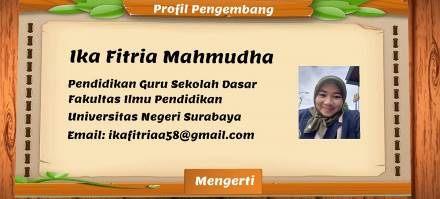 Profil Pengembang
Ika Fitria Mahmudha
Pendidikan Guru Sekolah Dasar
Fakultas Ilmu Pendidikan
Universitas Negeri Surabaya
Email: ikafitriaa58@gmail.com
Mengerti